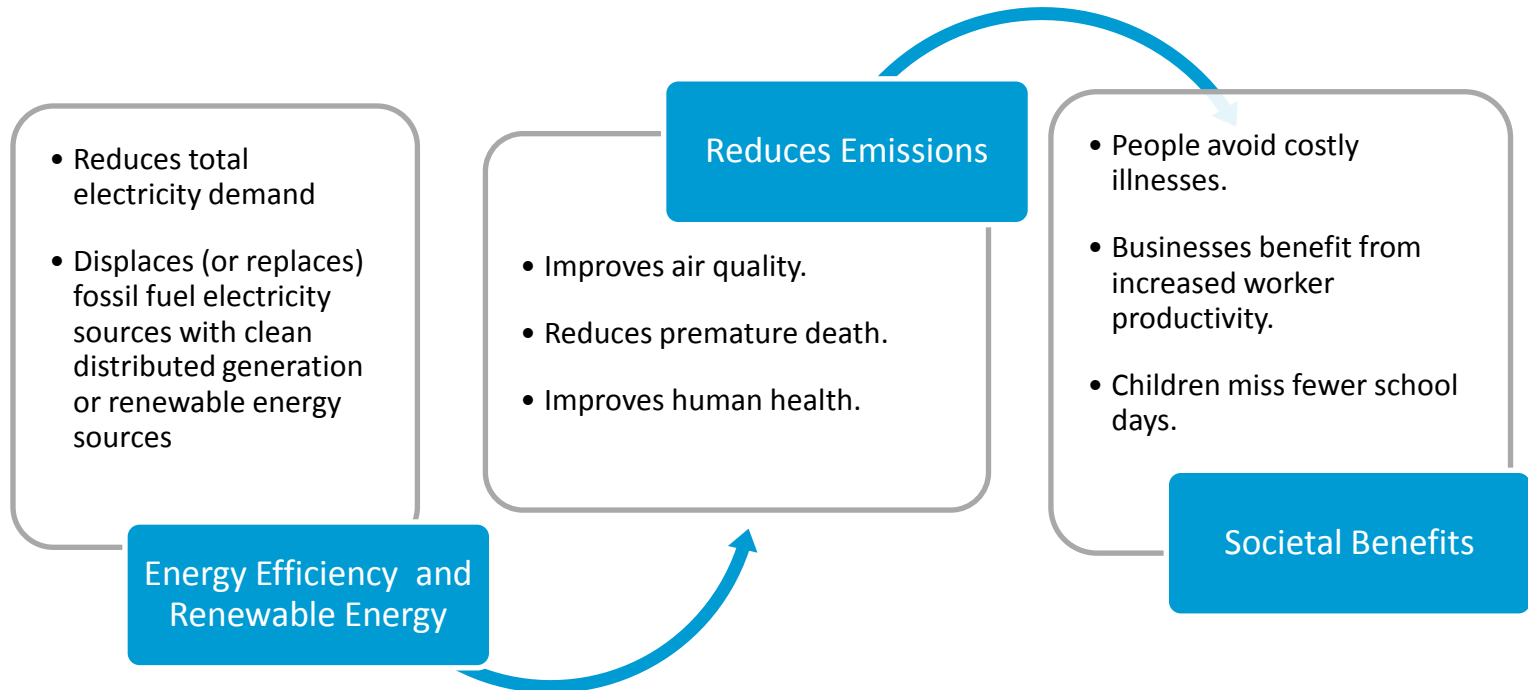 • Reduces total
electricity demand
• Displaces (or replaces)
fossil fuel electricity
sources with clean
distributed generation
or renewable energy
sources
Energy Efficiency and
Renewable Energy
Reduces Emissions
• Improves air quality.
• Reduces premature death.
• Improves human health.
• People avoid costly
illnesses.
• Businesses benefit from
increased worker
productivity.
• Children miss fewer school
days.
Societal Benefits